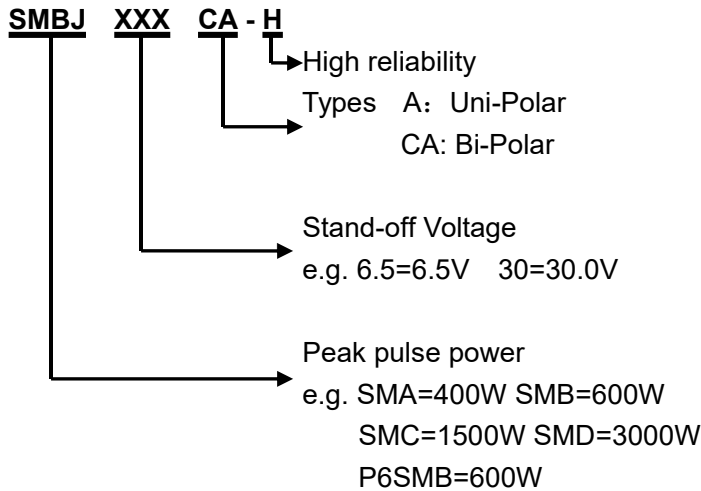 SMBJ XXX CA - H
High reliability
Types A： Uni-Polar
CA: Bi-Polar
Stand-off Voltage
e.g. 6.5=6.5V 30=30.0V
Peak pulse power
e.g. SMA=400W SMB=600W
SMC=1500W SMD=3000W
P6SMB=600W